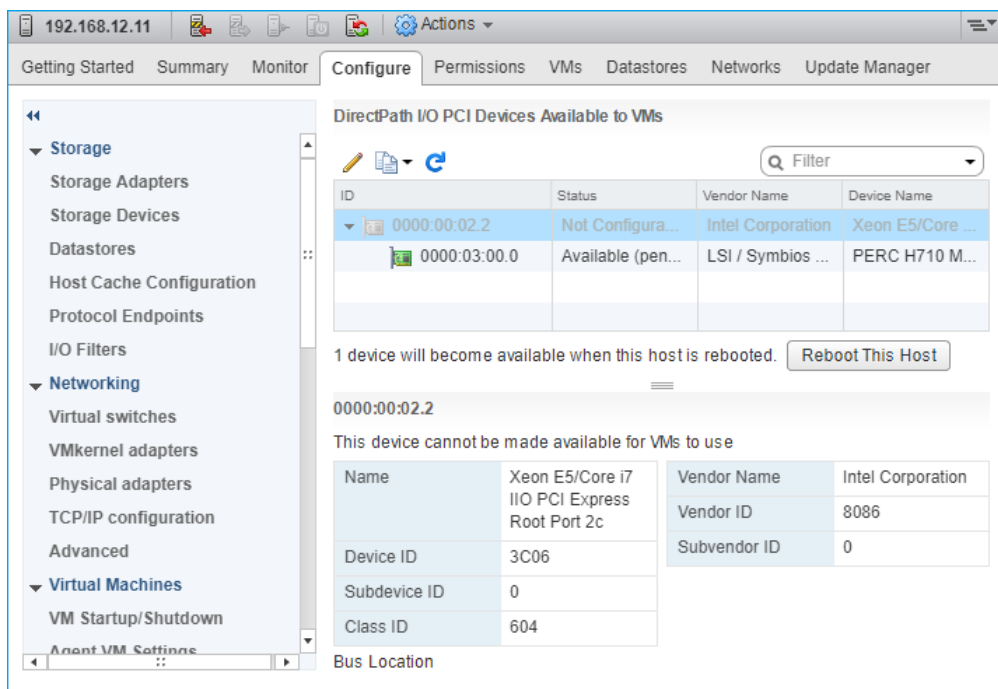 192.168.12.11 Actions
Getting Started Summary Monitor Configure Permissions VMs Datastores Networks Update Manager
Storage
Storage Adapters
Storage Devices
Datastores
Host Cache Configuration
Protocol Endpoints
I/O Filters
Networking
Virtual switches
VMkernel adapters
Physical adapters
TCP/IP configuration
Advanced
Virtual Machines
VM Startup/Shutdown
Agent VM Settings
DirectPath I/O PCI Devices Available to VMs
Filter
ID Status Vendor Name Device Name
0000:00:02.2 Not Configura... Intel Corporation Xeon E5/Core ...
0000:03:00.0 Available (pen... LSI / Symbios ... PERC H710 M...
1 device will become available when this host is rebooted. Reboot This Host
0000:00:02.2
This device cannot be made available for VMs to use
Name Xeon E5/Core i7
IIO PCI Express
Root Port 2c
Device ID 3C06
Subdevice ID 0
Class ID 604
Vendor Name Intel Corporation
Vendor ID 8086
Subvendor ID 0
Bus Location